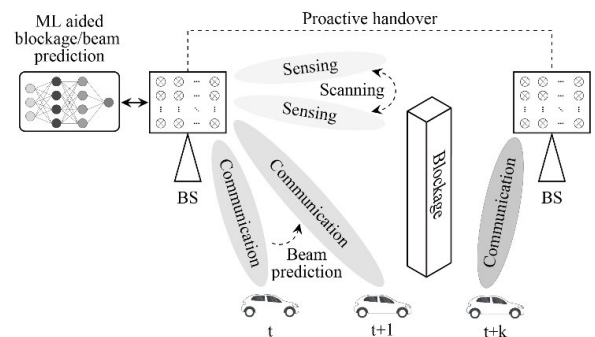 Proactive handover
ML aided
blockage/beam
prediction
Sensing
Scanning
Sensing
BS
BS
Communication
Communication
Blockage
Communication
Beam
prediction
t
t+1
t+k